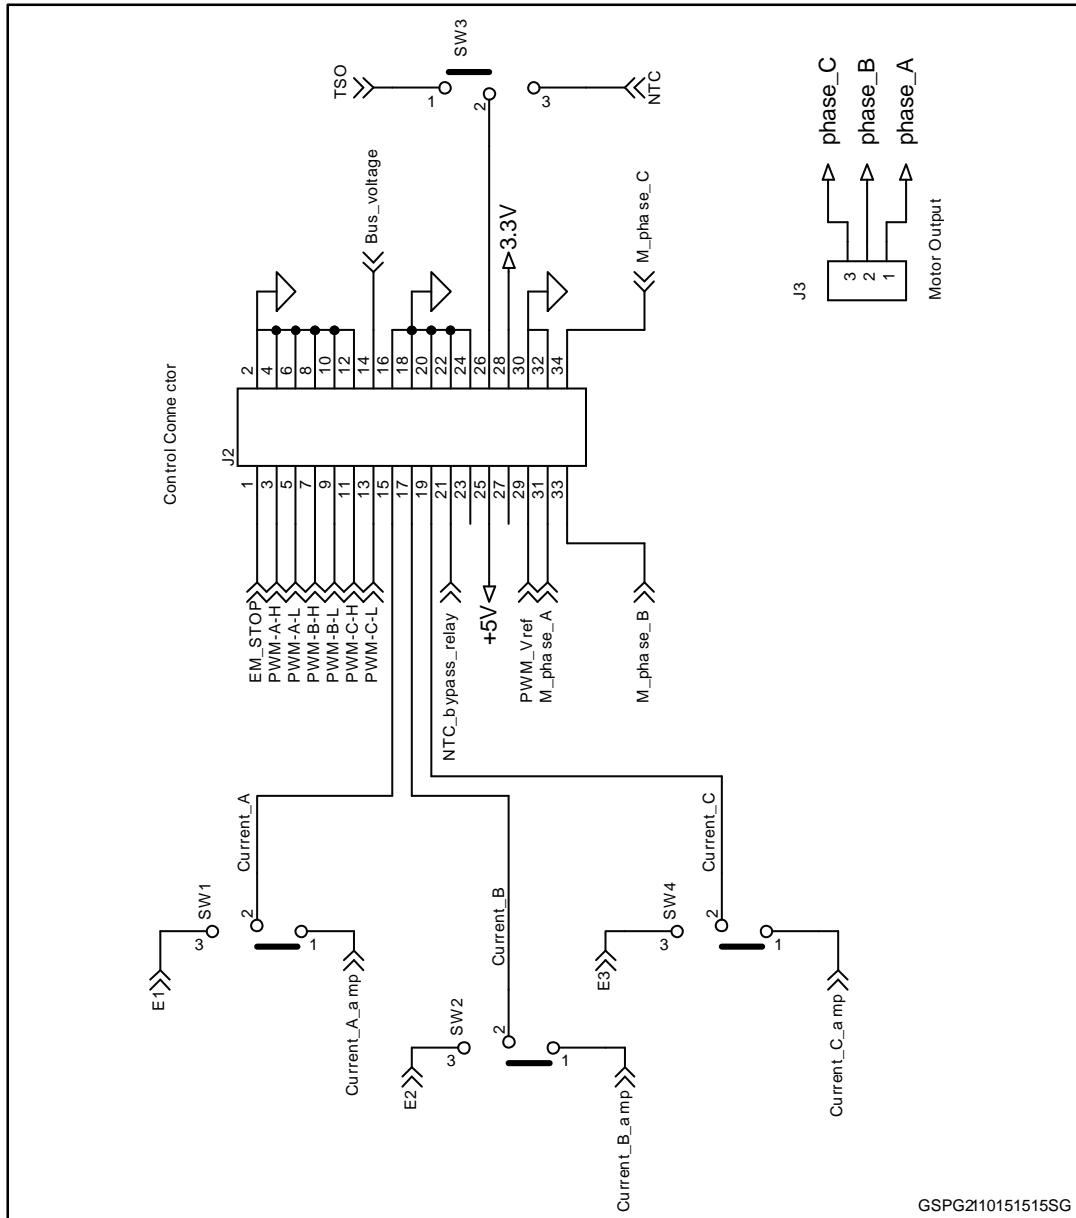 SW3
TSO
1
2
3
NTC
phase_C
phase_B
phase_A
3
2
1
J3
Motor Output
Bus_voltage
3.3V
M_phase_C
Control Connector
2
4
6
8
10
12
14
16
18
20
22
24
26
28
30
32
34
J2
1
3
5
7
9
11
13
15
17
19
21
23
25
27
29
31
33
EM_STOP
PWM-A-H
PWM-A-L
PWM-B-H
PWM-B-L
PWM-C-H
PWM-C-L
NTC_bypass_relay
+5V
PWM_Vref
M_phase_A
M_phase_B
Current_A
SW1
3
2
1
E1
Current_A_amp
Current_B
SW2
3
2
1
E2
Current_B_amp
Current_C
SW4
3
2
1
E3
Current_C_amp
GSPG2110151515SG